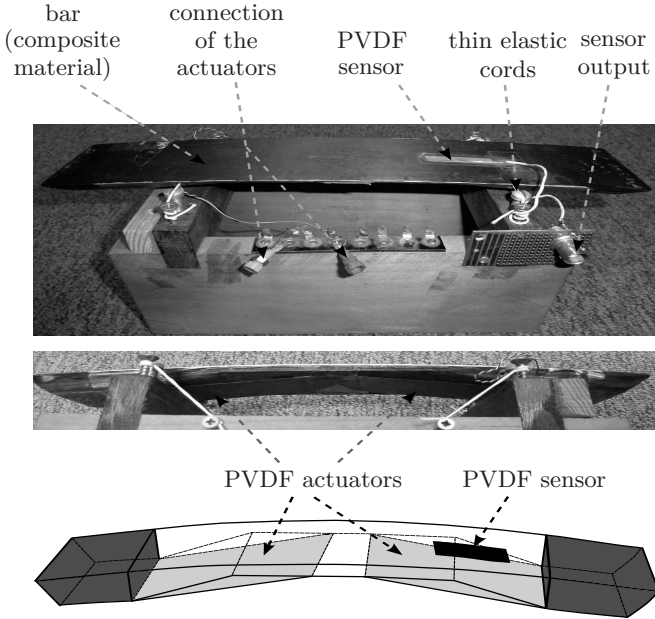 bar
(composite
material)
connection
of the
actuators
PVDF
sensor
thin elastic
cords
sensor
output
PVDF actuators
PVDF sensor